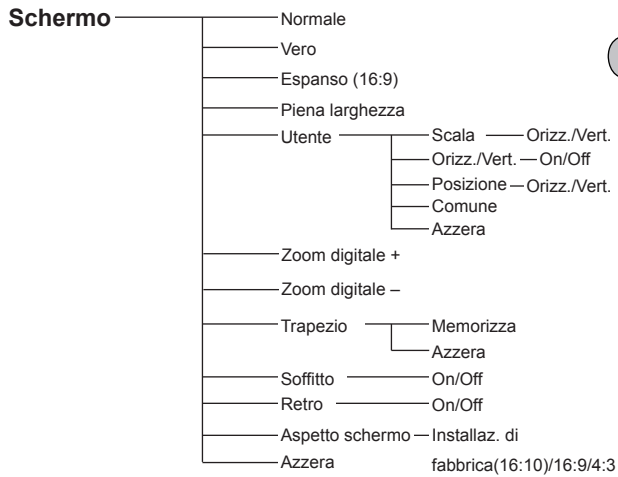 Schermo
Normale
Vero
Espanso (16:9)
Piena larghezza
Utente Scala Orizz./Vert.
Orizz./Vert. On/Off
Posizione Orizz./Vert.
Comune
Azzera
Zoom digitale +
Zoom digitale –
Trapezio Memorizza
Azzera
Soffitto On/Off
Retro On/Off
Aspetto schermo Installaz. di
Azzera fabbrica(16:10)/16:9/4:3